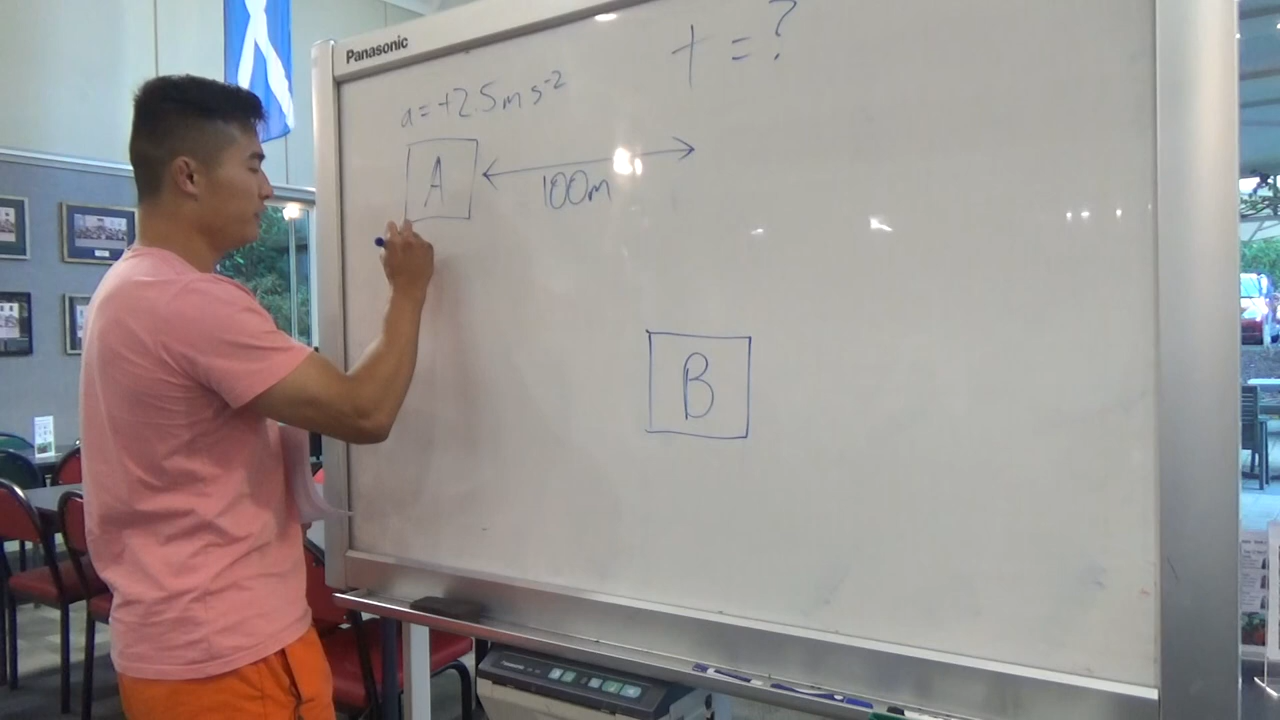 Panasonic
t = ?
a = +2.5 m s⁻²
A
100m
B